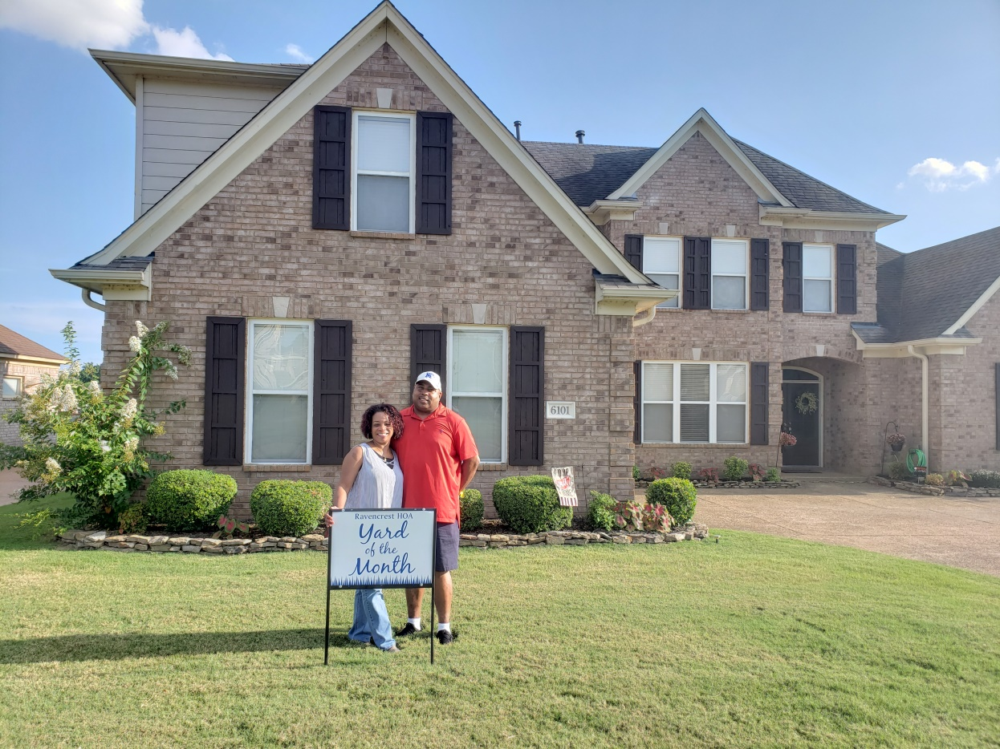 6101
Ravencrest HOA
Yard
of the
Month